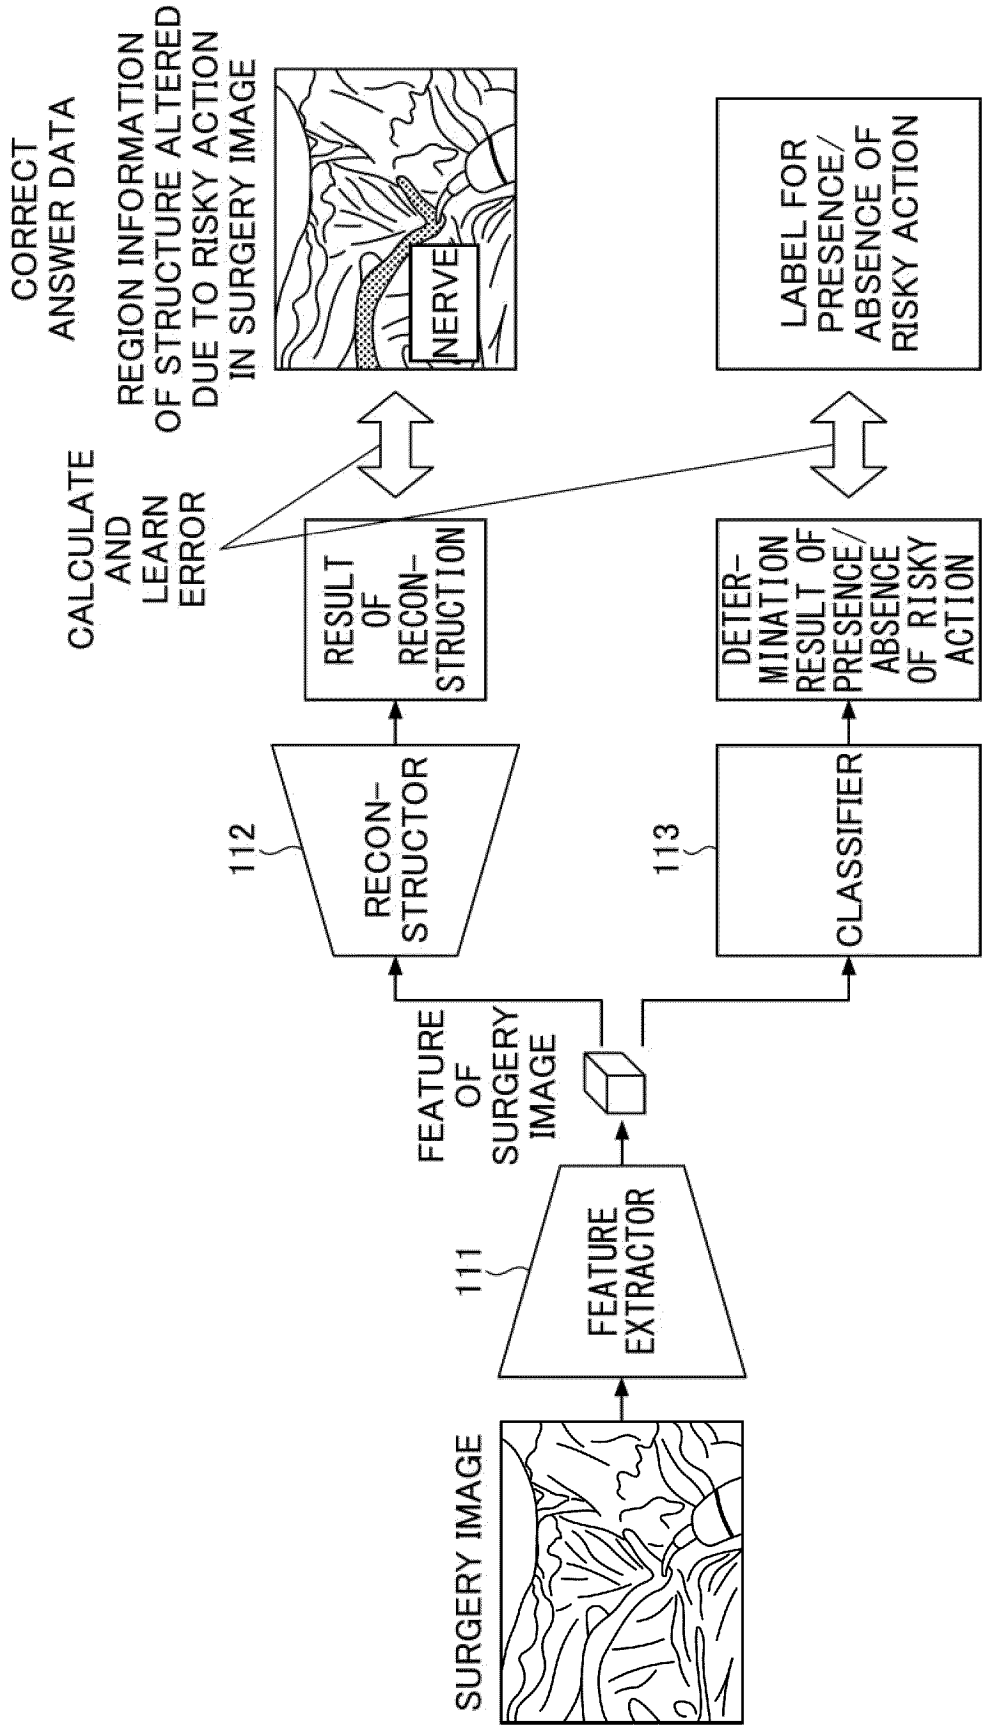 SURGERY IMAGE
111
FEATURE
EXTRACTOR
FEATURE
OF
SURGERY
IMAGE
112
RECON-
STRUCTOR
113
CLASSIFIER
RESULT
OF
RECON-
STRUCTION
DETER-
MINATION
RESULT OF
PRESENCE/
ABSENCE
OF RISKY
ACTION
CALCULATE
AND
LEARN
ERROR
CORRECT
ANSWER DATA
REGION INFORMATION
OF STRUCTURE ALTERED
DUE TO RISKY ACTION
IN SURGERY IMAGE
NERVE
LABEL FOR
PRESENCE/
ABSENCE OF
RISKY ACTION